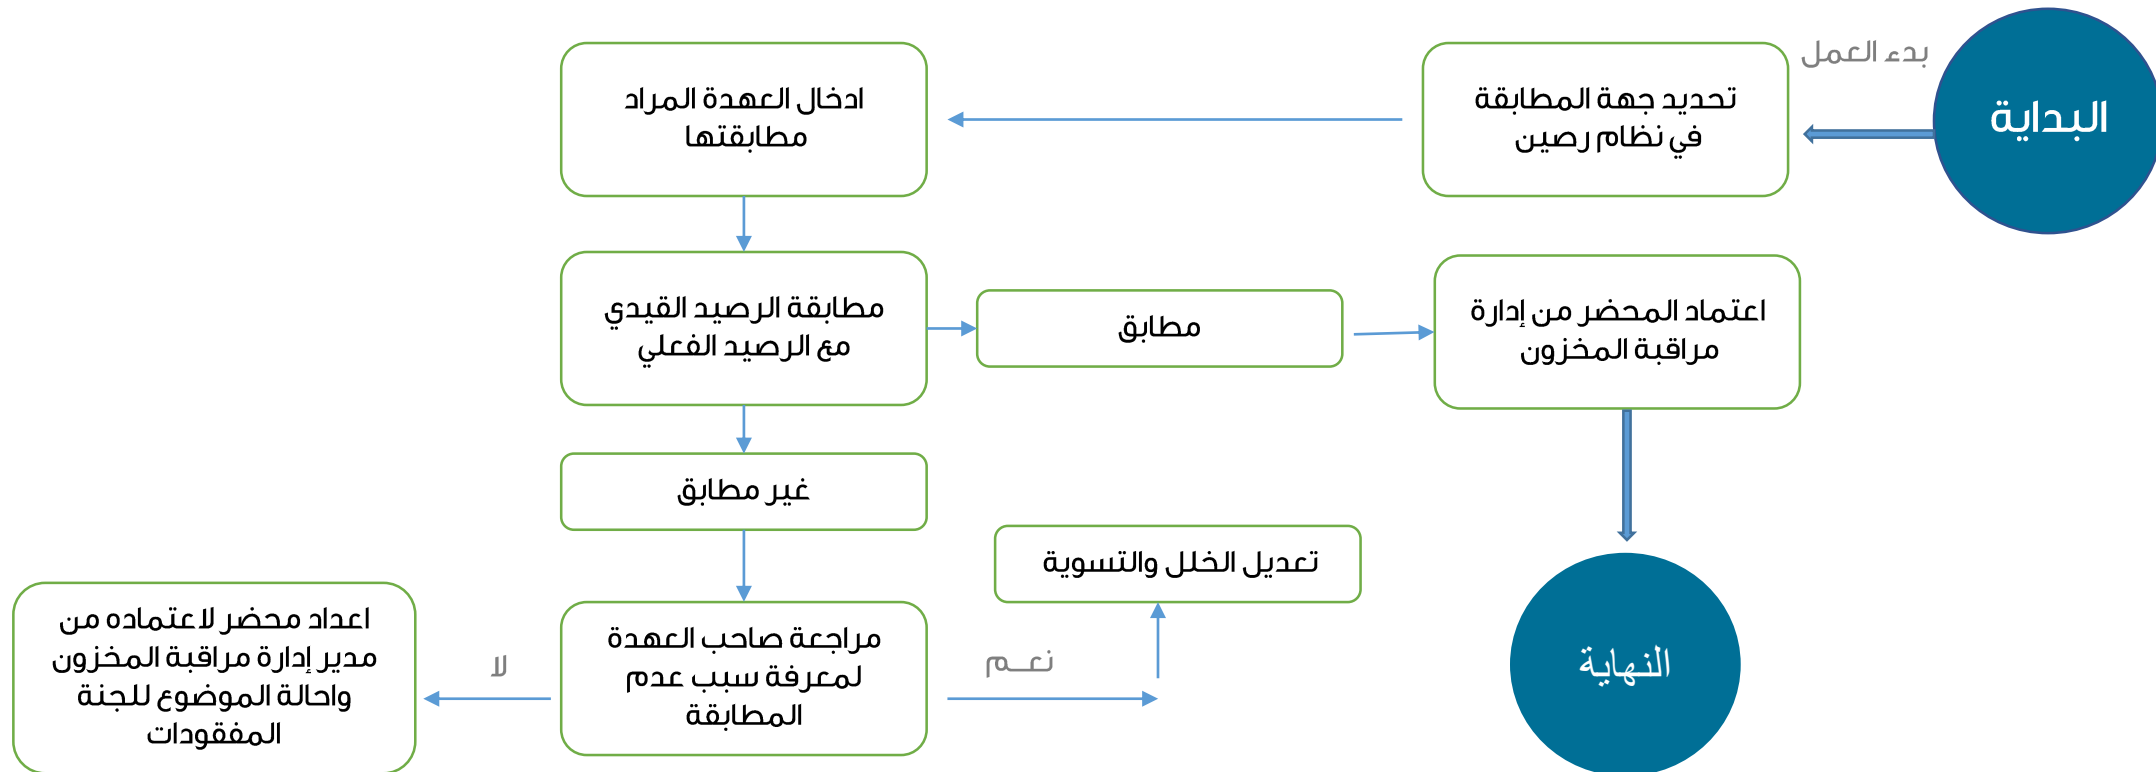 البداية
بدء العمل
تحديد جهة المطابقة
في نظام رصين
ادخال العهدة المراد
مطابقتها
مطابقة الرصيد القيدي
مع الرصيد الفعلي
مطابق
اعتماد المحضر من إدارة
مراقبة المخزون
النهاية
غير مطابق
مراجعة صاحب العهدة
لمعرفة سبب عدم
المطابقة
نعــم
تعديل الخلل والتسوية
لا
اعداد محضر لاعتماده من
مدير إدارة مراقبة المخزون
واحالة الموضوع للجنة
المفقودات